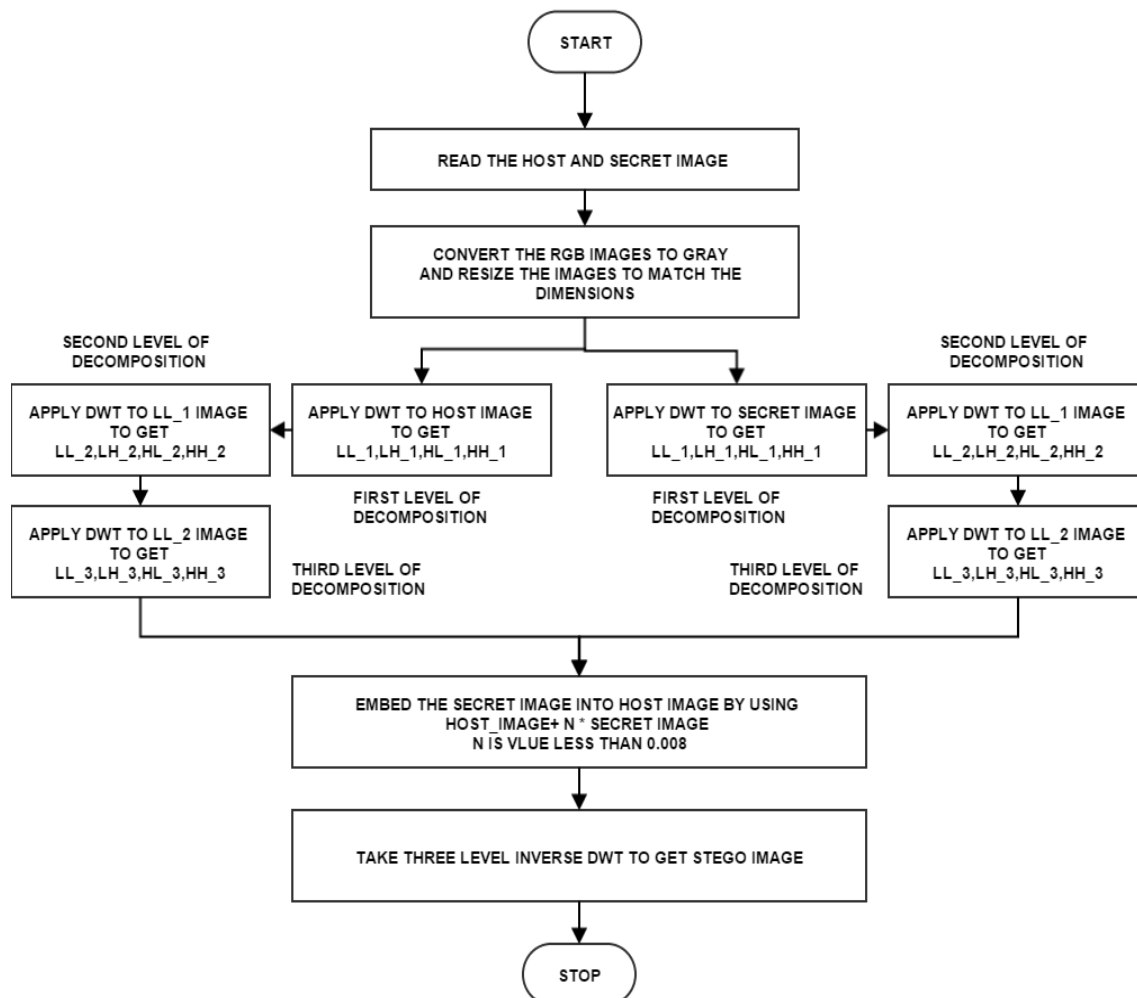 START
READ THE HOST AND SECRET IMAGE
CONVERT THE RGB IMAGES TO GRAY
AND RESIZE THE IMAGES TO MATCH THE
DIMENSIONS
SECOND LEVEL OF
DECOMPOSITION
APPLY DWT TO LL_1 IMAGE
TO GET
LL_2,LH_2,HL_2,HH_2
APPLY DWT TO HOST IMAGE
TO GET
LL_1,LH_1,HL_1,HH_1
FIRST LEVEL OF
DECOMPOSITION
APPLY DWT TO LL_2 IMAGE
TO GET
LL_3,LH_3,HL_3,HH_3
THIRD LEVEL OF
DECOMPOSITION
SECOND LEVEL OF
DECOMPOSITION
APPLY DWT TO SECRET IMAGE
TO GET
LL_1,LH_1,HL_1,HH_1
APPLY DWT TO LL_1 IMAGE
TO GET
LL_2,LH_2,HL_2,HH_2
FIRST LEVEL OF
DECOMPOSITION
THIRD LEVEL OF
DECOMPOSITION
APPLY DWT TO LL_2 IMAGE
TO GET
LL_3,LH_3,HL_3,HH_3
EMBED THE SECRET IMAGE INTO HOST IMAGE BY USING
HOST_IMAGE+ N * SECRET IMAGE
N IS VLUE LESS THAN 0.008
TAKE THREE LEVEL INVERSE DWT TO GET STEGO IMAGE
STOP